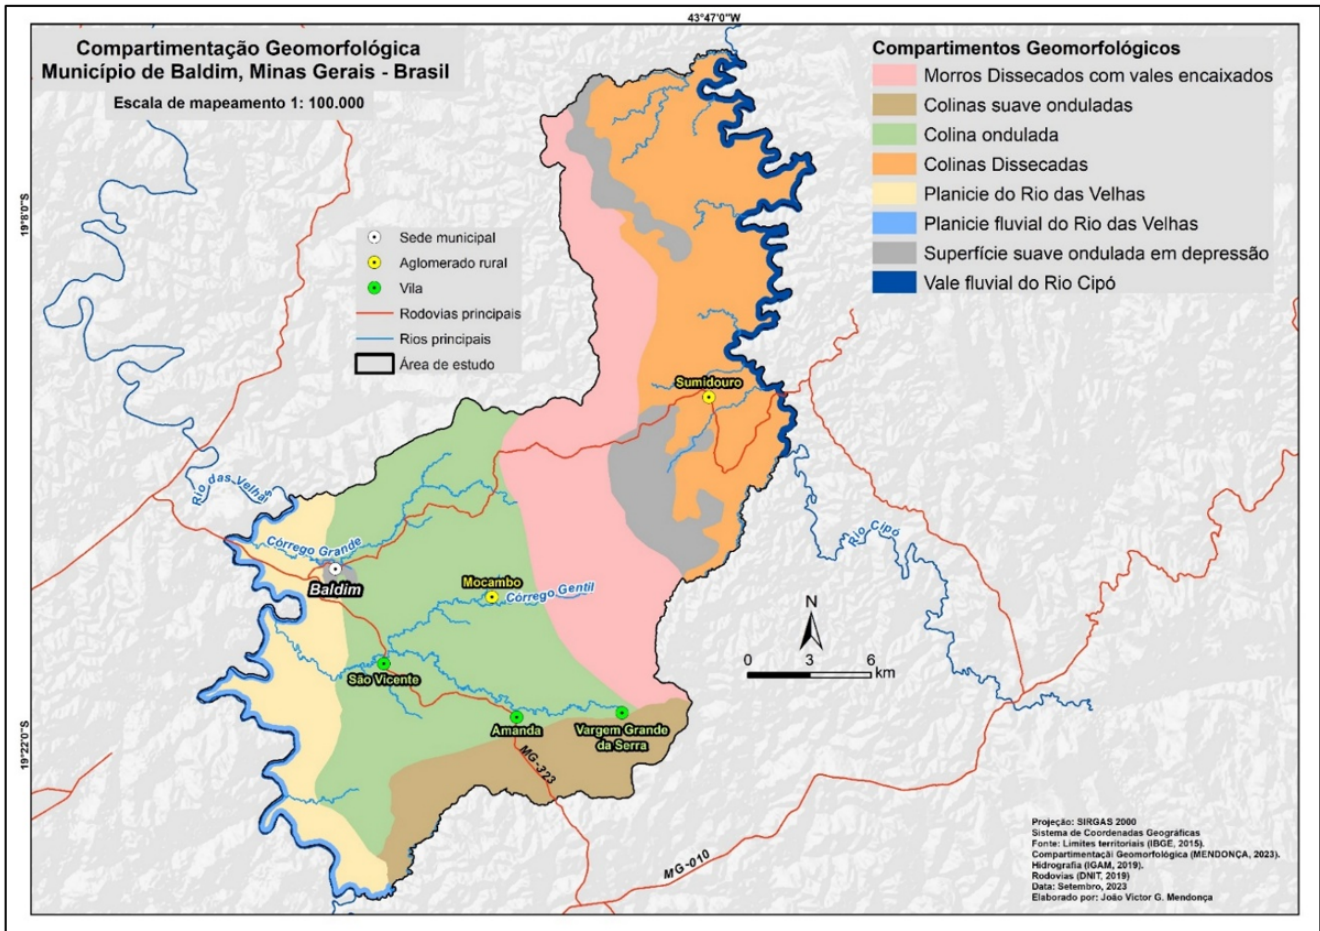 43°47'0"W
Compartimentação Geomorfológica
Município de Baldim, Minas Gerais - Brasil
Escala de mapeamento 1: 100.000
Compartimentos Geomorfológicos
Morros Dissecados com vales encaixados
Colinas suave onduladas
Colina ondulada
Colinas Dissecadas
Planicie do Rio das Velhas
Planicie fluvial do Rio das Velhas
Superfície suave ondulada em depressão
Vale fluvial do Rio Cipó
19°8'0"S
Sede municipal
Aglomerado rural
Vila
Rodovias principais
Rios principais
Área de estudo
Sumidouro
Rio das Velhas
Rio Cipó
Córrego Grande
Baldim
Mocambo
Córrego Gentil
N
0 3 6
km
São Vicente
Amanda
Vargem Grande
da Serra
19°22'0"S
MG-323
MG-010
Projeção: SIRGAS 2000
Sistema de Coordenadas Geográficas
Fonte: Limites territoriais (IBGE, 2015).
Compartimentaçãl Geomorfológica (MENDONÇA, 2023).
Hidrografia (IGAM, 2019).
Rodovias (DNIT, 2019)
Data: Setembro, 2023
Elaborado por: João Victor G. Mendonça